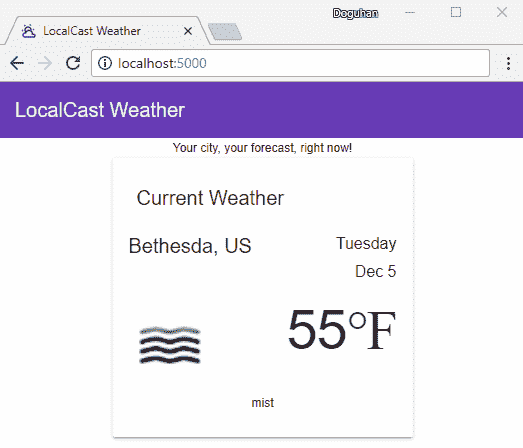 Doguhan
LocalCast Weather
localhost:5000
LocalCast Weather
Your city, your forecast, right now!
Current Weather
Bethesda, US
Tuesday
Dec 5
55°F
mist